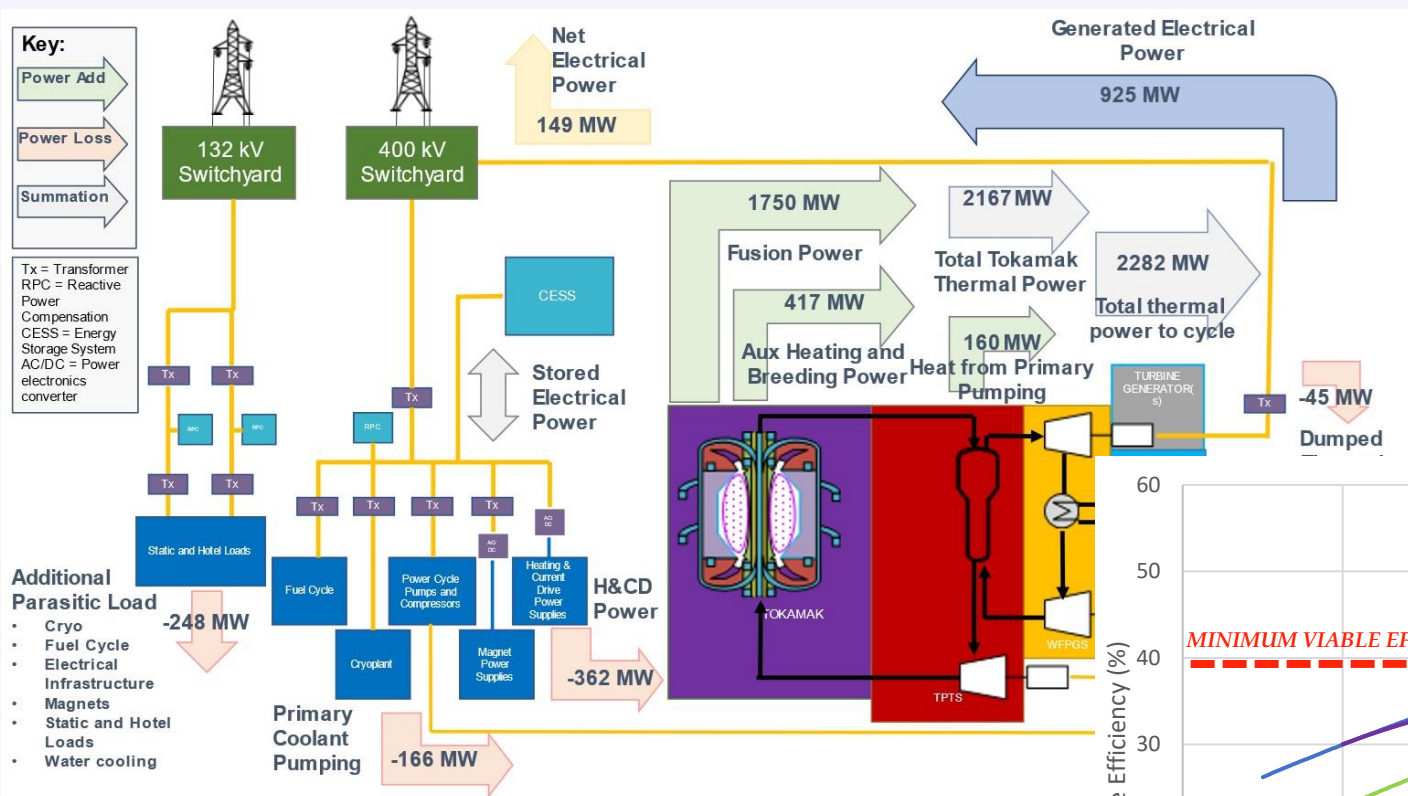 Key:
Power Add
Power Loss
Summation
Tx = Transformer
RPC = Reactive
Power
Compensation
CESS = Energy
Storage System
AC/DC = Power
electronics
converter
132 kV
Switchyard
400 kV
Switchyard
Net
Electrical
Power
149 MW
Generated Electrical
Power
925 MW
1750 MW
Fusion Power
417 MW
Aux Heating and
Breeding Power
2167 MW
Total Tokamak
Thermal Power
160 MW
Heat from Primary
Pumping
2282 MW
Total thermal
power to cycle
CESS
Stored
Electrical
Power
Tx
Tx
Tx
RPC
RPC
RPC
Tx
Tx
Tx
Tx
Tx
Tx
AC/
DC
AC/
DC
Tx
-45 MW
Dumped
TURBINE
GENERATOR(
s)
Static and Hotel Loads
Fuel Cycle
Cryoplant
Power Cycle
Pumps and
Compressors
Magnet
Power
Supplies
Heating &
Current
Drive
Power
Supplies
H&CD
Power
-362 MW
Additional
Parasitic Load
-248 MW
• Cryo
• Fuel Cycle
• Electrical
Infrastructure
• Magnets
• Static and Hotel
Loads
• Water cooling
Primary
Coolant
Pumping
-166 MW
TOKAMAK
TPTS
WFPGS
M
60
50
40
30
MINIMUM VIABLE
Efficiency (%)